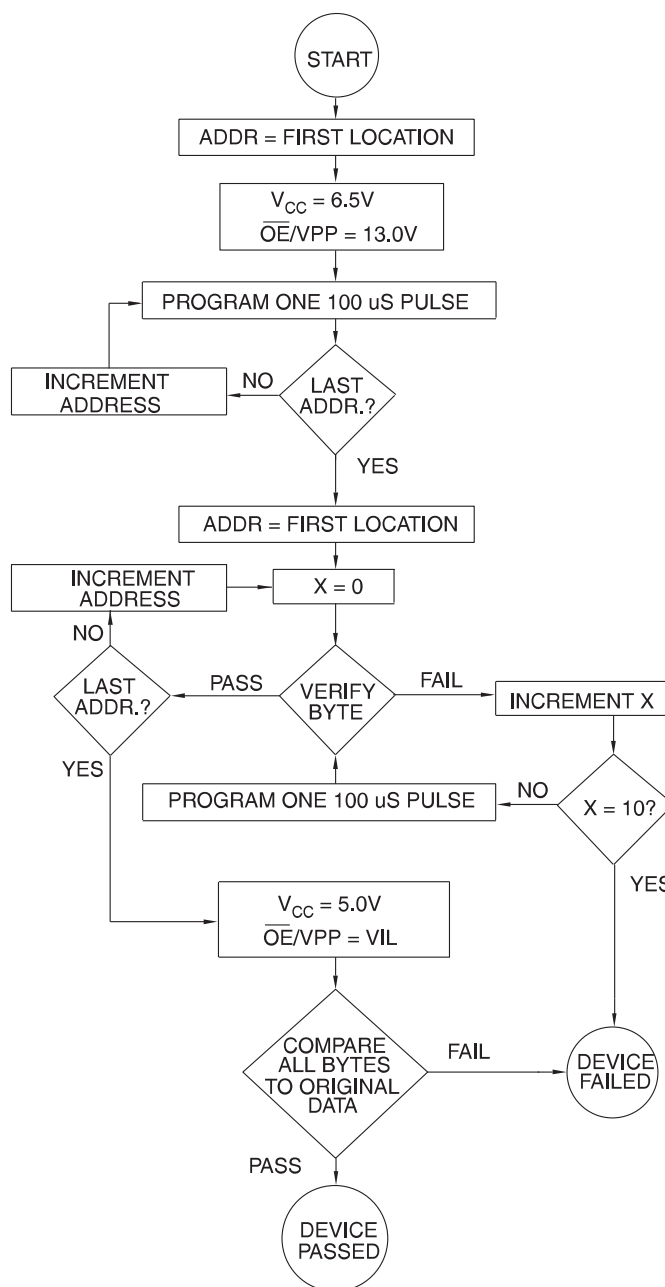 START
ADDR = FIRST LOCATION
VCC = 6.5V
OE/VPP = 13.0V
PROGRAM ONE 100 uS PULSE
INCREMENT
ADDRESS
NO
LAST
ADDR.?
YES
ADDR = FIRST LOCATION
INCREMENT
ADDRESS
X = 0
NO
LAST
ADDR.?
PASS
VERIFY
BYTE
FAIL
INCREMENT X
YES
PROGRAM ONE 100 uS PULSE
NO
X = 10?
YES
VCC = 5.0V
OE/VPP = VIL
COMPARE
ALL BYTES
TO ORIGINAL
DATA
FAIL
DEVICE
FAILED
PASS
DEVICE
PASSED